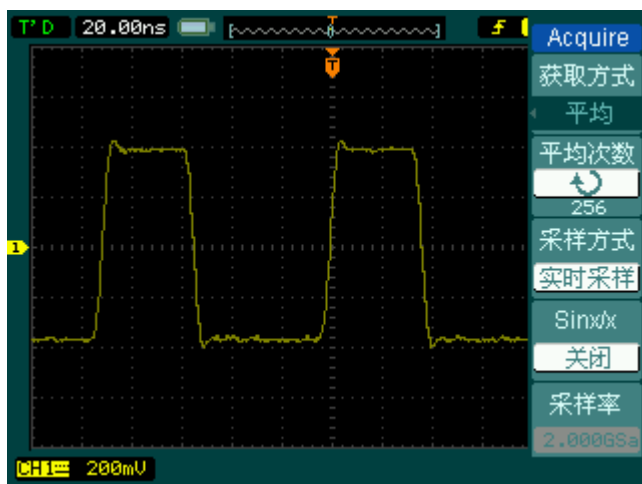 T'D 20.00ns
T
Acquire
获取方式
平均
平均次数
256
采样方式
实时采样
Sinx/x
关闭
采样率
2.000GSa
1
CH1 200mV